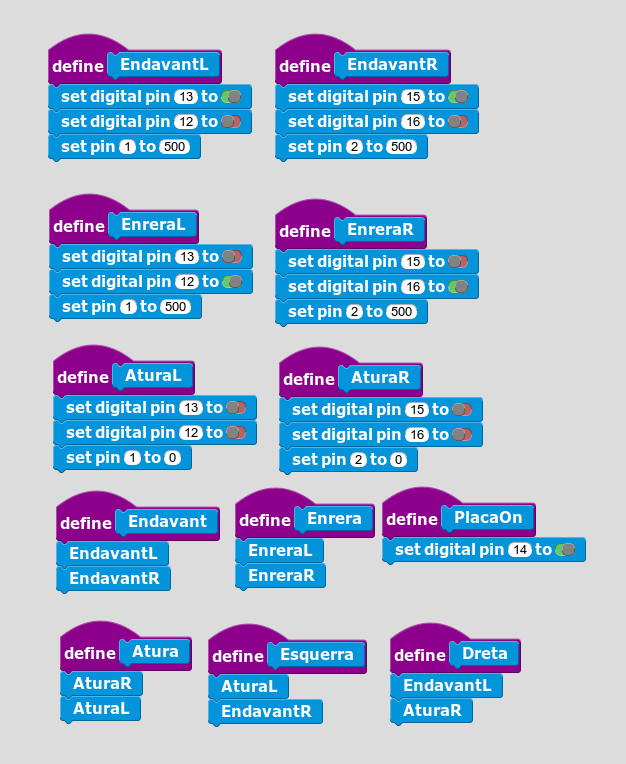 define EndavantL
set digital pin 13 to
set digital pin 12 to
set pin 1 to 500
define EndavantR
set digital pin 15 to
set digital pin 16 to
set pin 2 to 500
define EnreraL
set digital pin 13 to
set digital pin 12 to
set pin 1 to 500
define EnreraR
set digital pin 15 to
set digital pin 16 to
set pin 2 to 500
define AturaL
set digital pin 13 to
set digital pin 12 to
set pin 1 to 0
define AturaR
set digital pin 15 to
set digital pin 16 to
set pin 2 to 0
define Endavant
EndavantL
EndavantR
define Enrera
EnreraL
EnreraR
define PlacaOn
set digital pin 14 to
define Atura
AturaR
AturaL
define Esquerra
AturaL
EndavantR
define Dreta
EndavantL
AturaR